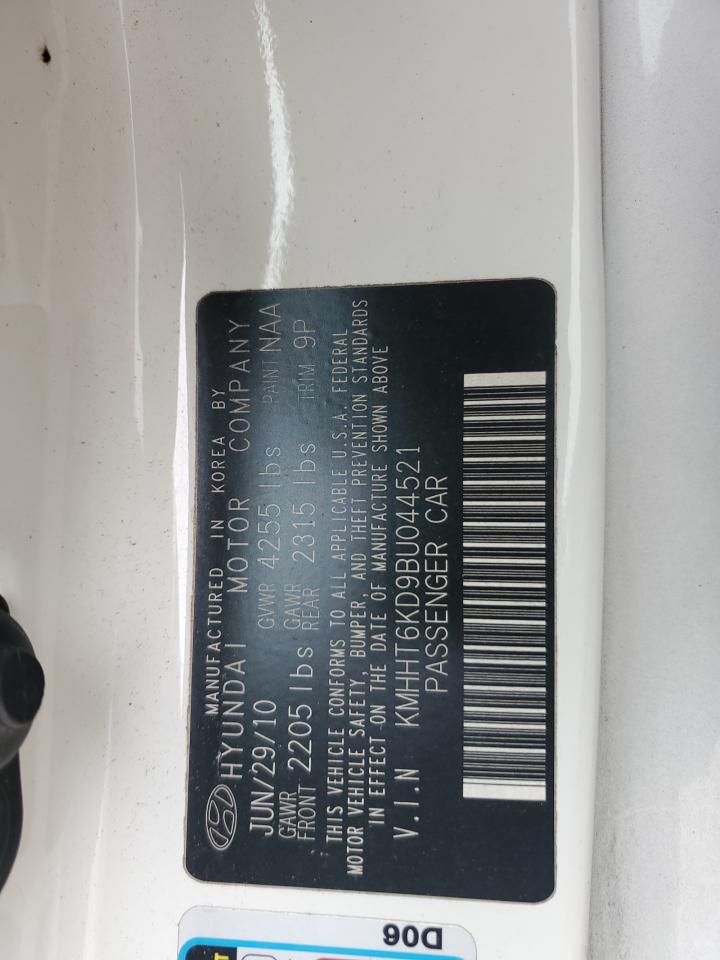 MANUFACTURED IN KOREA BY
HYUNDAI MOTOR COMPANY
JUN/29/10 GVWR 4255 lbs PAINT NAA
GAWR FRONT 2205 lbs GAWR REAR 2315 lbs TRIM 9P
THIS VEHICLE CONFORMS TO ALL APPLICABLE U.S.A. FEDERAL
MOTOR VEHICLE SAFETY, BUMPER, AND THEFT PREVENTION STANDARDS
IN EFFECT ON THE DATE OF MANUFACTURE SHOWN ABOVE
V.I.N KMHHT6KD9BU044521
PASSENGER CAR
D06